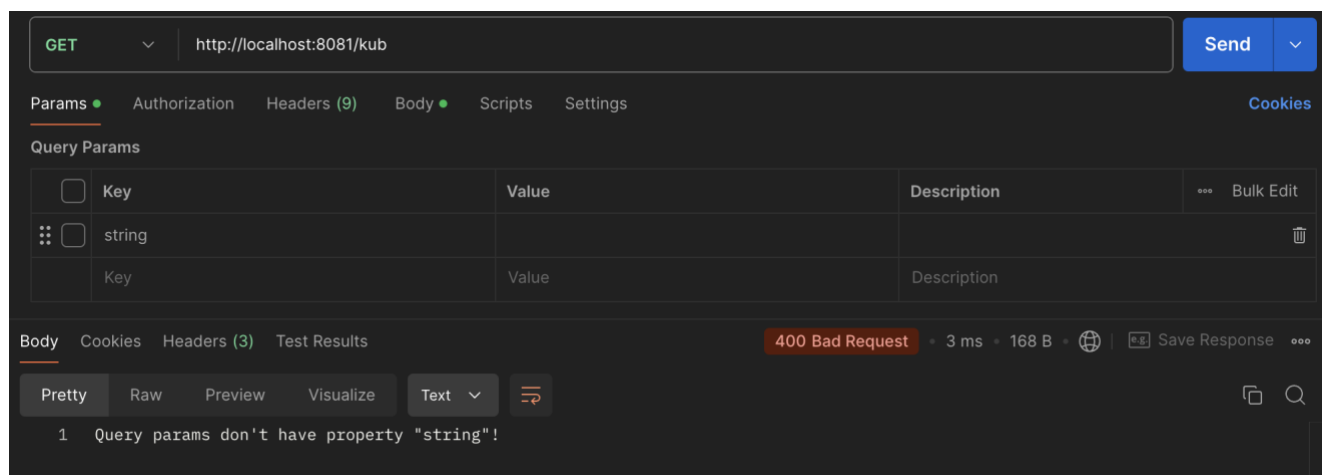 GET http://localhost:8081/kub Send
Params Authorization Headers (9) Body Scripts Settings Cookies
Query Params
Key Value Description Bulk Edit
string
Key Value Description
Body Cookies Headers (3) Test Results 400 Bad Request 3 ms 168 B e.g. Save Response
Pretty Raw Preview Visualize Text
1 Query params don't have property "string"!